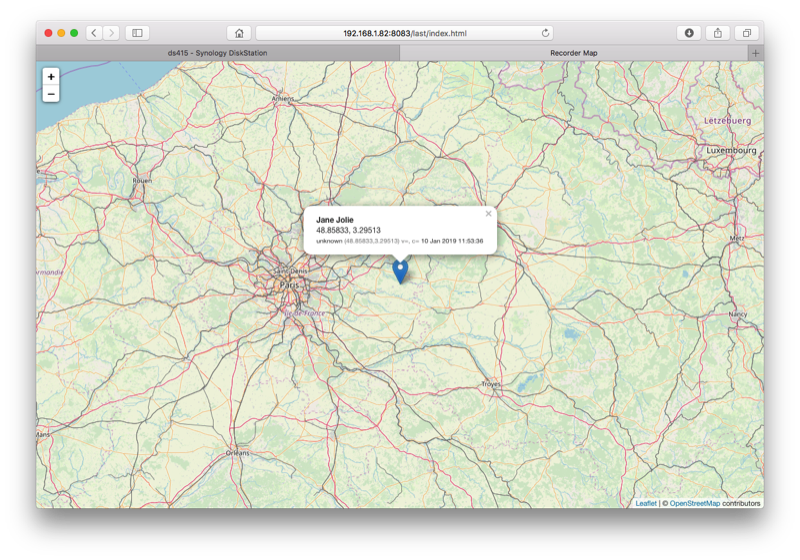 192.168.1.82:8083/last/index.html
ds415 - Synology DiskStation
Recorder Map
+
+
−
Amiens
Lëtzebuerg
Luxembourg
Rouen
Jane Jolie
×
48.85833, 3.29513
unknown (48.85833,3.29513) s=, c= 10 Jan 2019 11:53:36
Metz
Saint-Denis
ormandie
Paris
Île-de-France
Nancy
Troyes
Mans
Orléans
Leaflet | © OpenStreetMap contributors